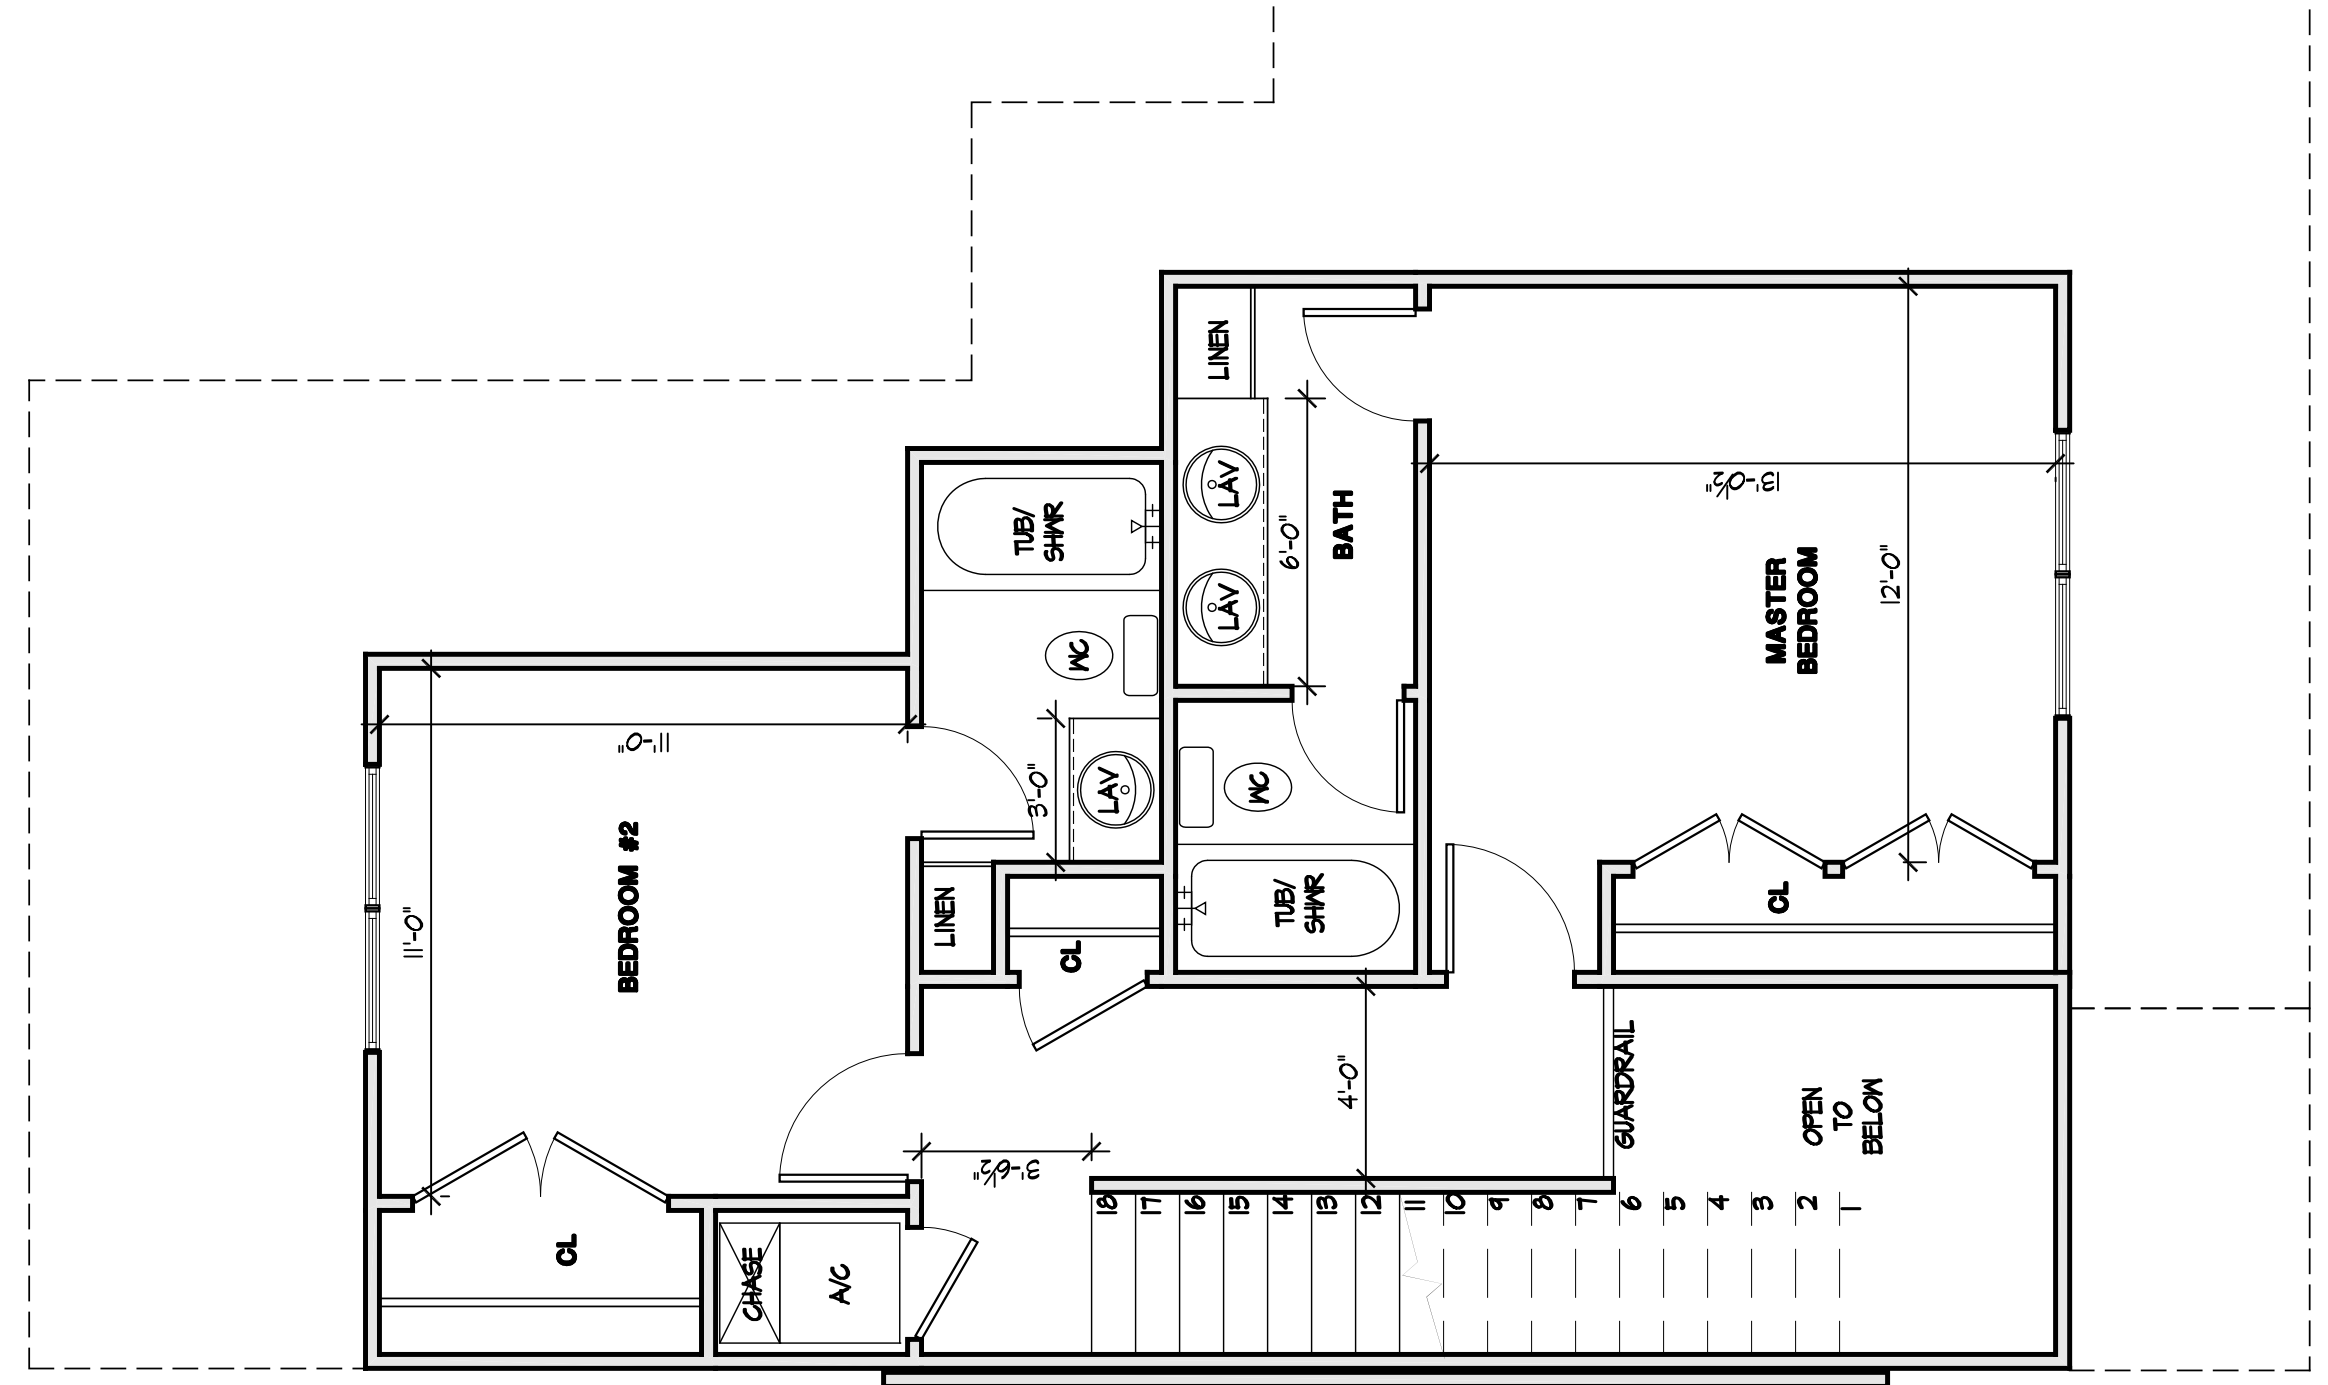 LINEN
LAV
LAV
6'-0"
BATH
13'-0½"
12'-0"
MASTER
BEDROOM
TUB/
SHWR
WC
3'-0"
LAV
11'-0"
11'-0"
BEDROOM #2
LINEN
CL
WC
TUB/
SHWR
CL
4'-0"
GUARDRAIL
OPEN
TO
BELOW
3'-6½"
CL
CHASE
A/C
18
17
16
15
14
13
12
11
10
9
8
7
6
5
4
3
2
1